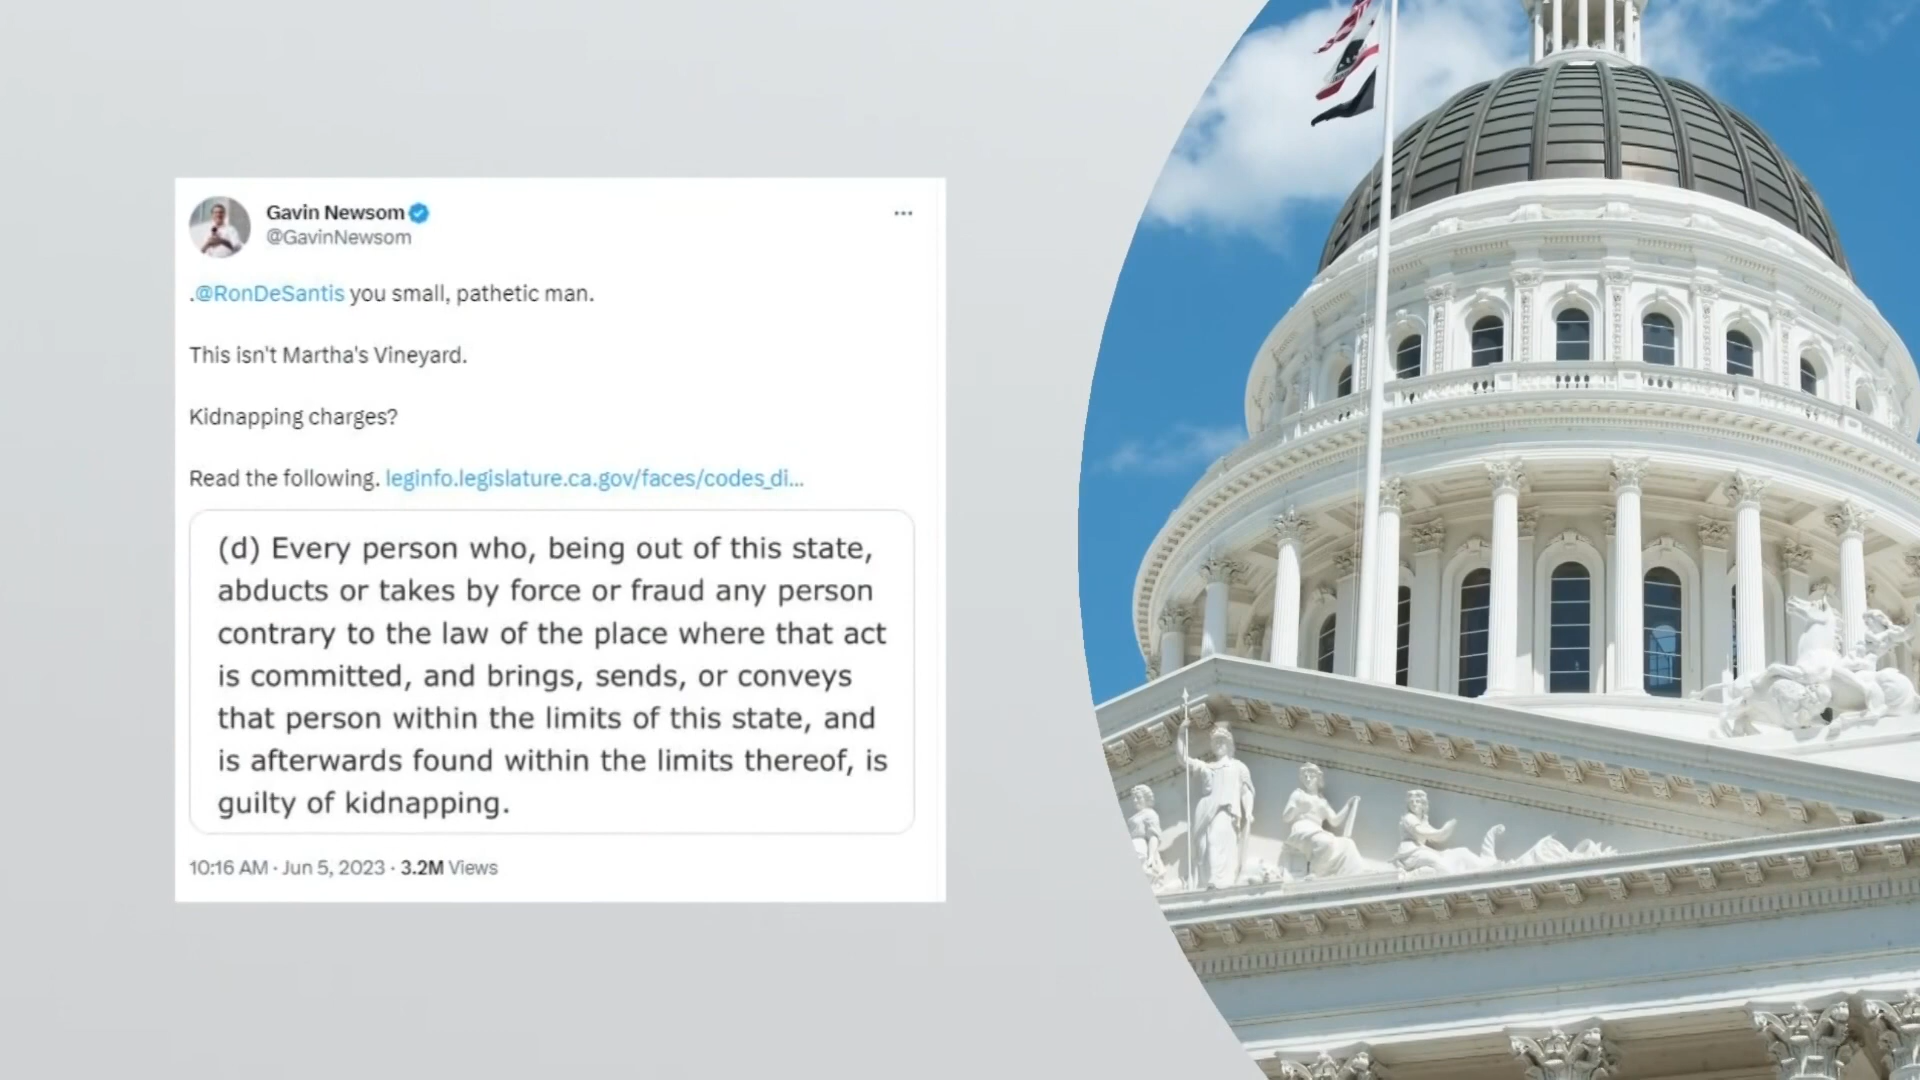 Gavin Newsom
@GavinNewsom
.@RonDeSantis you small, pathetic man.
This isn't Martha's Vineyard.
Kidnapping charges?
Read the following. leginfo.legislature.ca.gov/faces/codes_di...
(d) Every person who, being out of this state,
abducts or takes by force or fraud any person
contrary to the law of the place where that act
is committed, and brings, sends, or conveys
that person within the limits of this state, and
is afterwards found within the limits thereof, is
guilty of kidnapping.
10:16 AM · Jun 5, 2023 · 3.2M Views